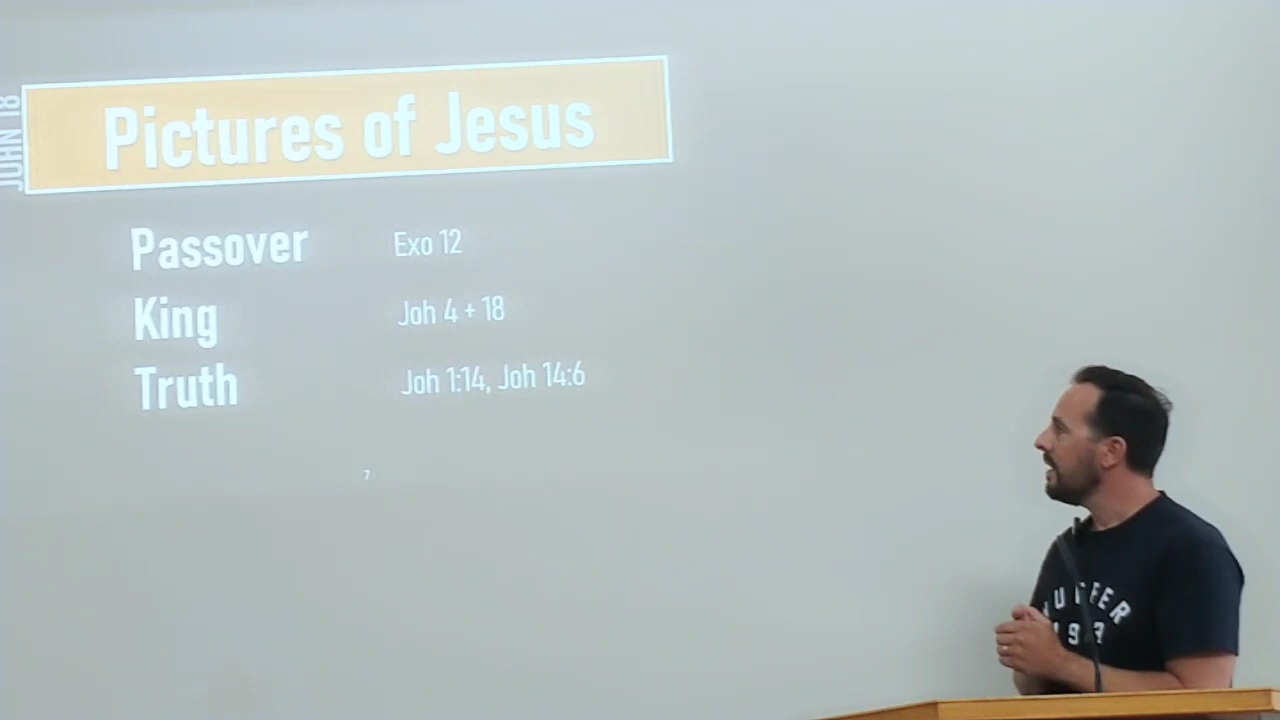 JOHN 18
Pictures of Jesus
Passover Exo 12
King Joh 4 + 18
Truth Joh 1:14, Joh 14:6
7